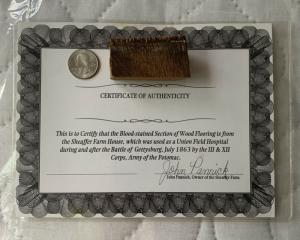 CERTIFICATE OF AUTHENTICITY
This is to Certify that the Blood-stained Section of Wood Flooring is from
the Sheaffer Farm House, which was used as a Union Field Hospital
during and after the Battle of Gettysburg, July 1863 by the III & XII
Corps, Army of the Potomac.
John Pannick
John Pannick, Owner of the Sheaffer Farm